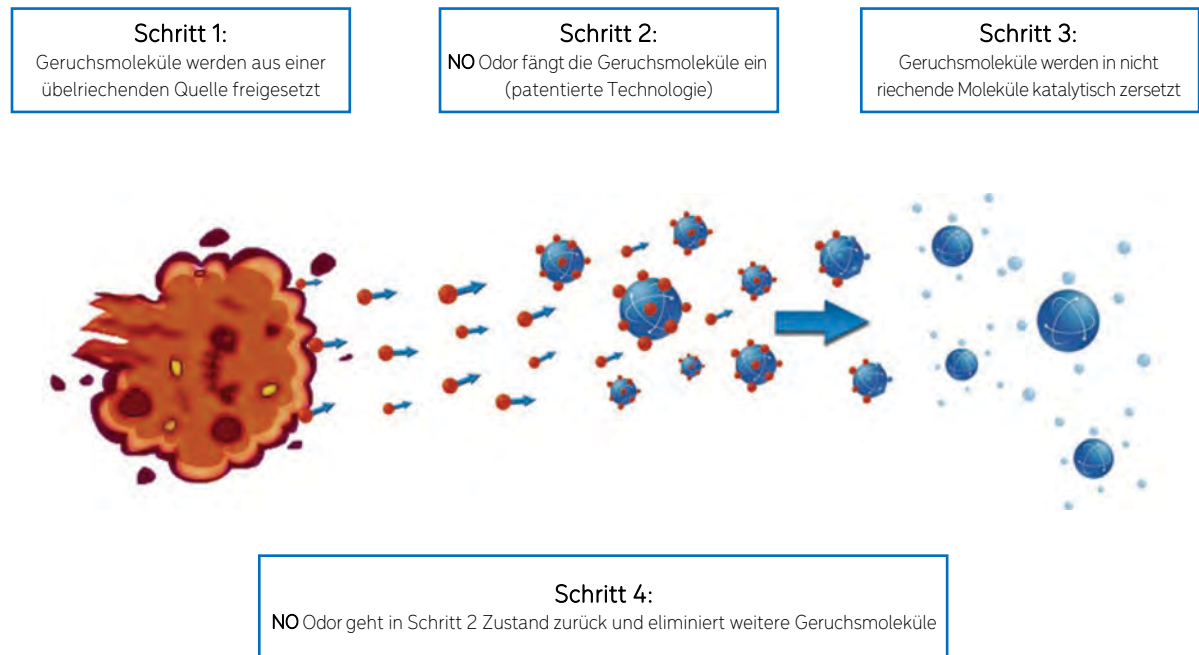 Schritt 1:
Geruchsmoleküle werden aus einer
übelriechenden Quelle freigesetzt
Schritt 2:
NO Odor fängt die Geruchsmoleküle ein
(patentierte Technologie)
Schritt 3:
Geruchsmoleküle werden in nicht
riechende Moleküle katalytisch zersetzt
Schritt 4:
NO Odor geht in Schritt 2 Zustand zurück und eliminiert weitere Geruchsmoleküle